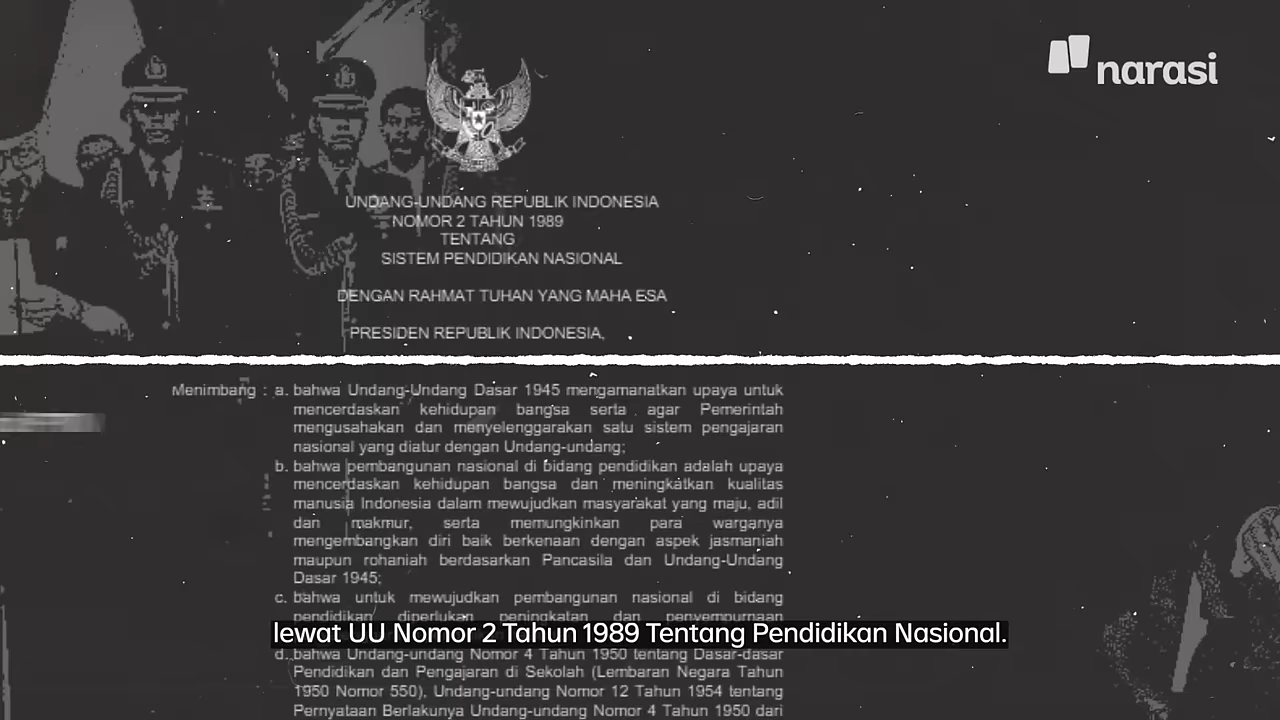 narasi
UNDANG-UNDANG REPUBLIK INDONESIA
NOMOR 2 TAHUN 1989
TENTANG
SISTEM PENDIDIKAN NASIONAL
DENGAN RAHMAT TUHAN YANG MAHA ESA
PRESIDEN REPUBLIK INDONESIA,
Menimbang : a. bahwa Undang-Undang Dasar 1945 mengamanatkan upaya untuk
mencerdaskan kehidupan bangsa serta agar Pemerintah
mengusahakan dan menyelenggarakan satu sistem pengajaran
nasional yang diatur dengan Undang-undang;
b. bahwa pembangunan nasional di bidang pendidikan adalah upaya
mencerdaskan kehidupan bangsa dan meningkatkan kualitas
manusia Indonesia dalam mewujudkan masyarakat yang maju, adil
dan makmur, serta memungkinkan para warganya
mengembangkan diri baik berkenaan dengan aspek jasmaniah
maupun rohaniah berdasarkan Pancasila dan Undang-Undang
Dasar 1945;
c. bahwa untuk mewujudkan pembangunan nasional di bidang
pendidikan diperlukan peningkatan dan penyempurnaan
lewat UU Nomor 2 Tahun 1989 Tentang Pendidikan Nasional.
d. bahwa Undang-undang Nomor 4 Tahun 1950 tentang Dasar-dasar
Pendidikan dan Pengajaran di Sekolah (Lembaran Negara Tahun
1950 Nomor 550), Undang-undang Nomor 12 Tahun 1954 tentang
Pernyataan Berlakunya Undang-undang Nomor 4 Tahun 1950 dari